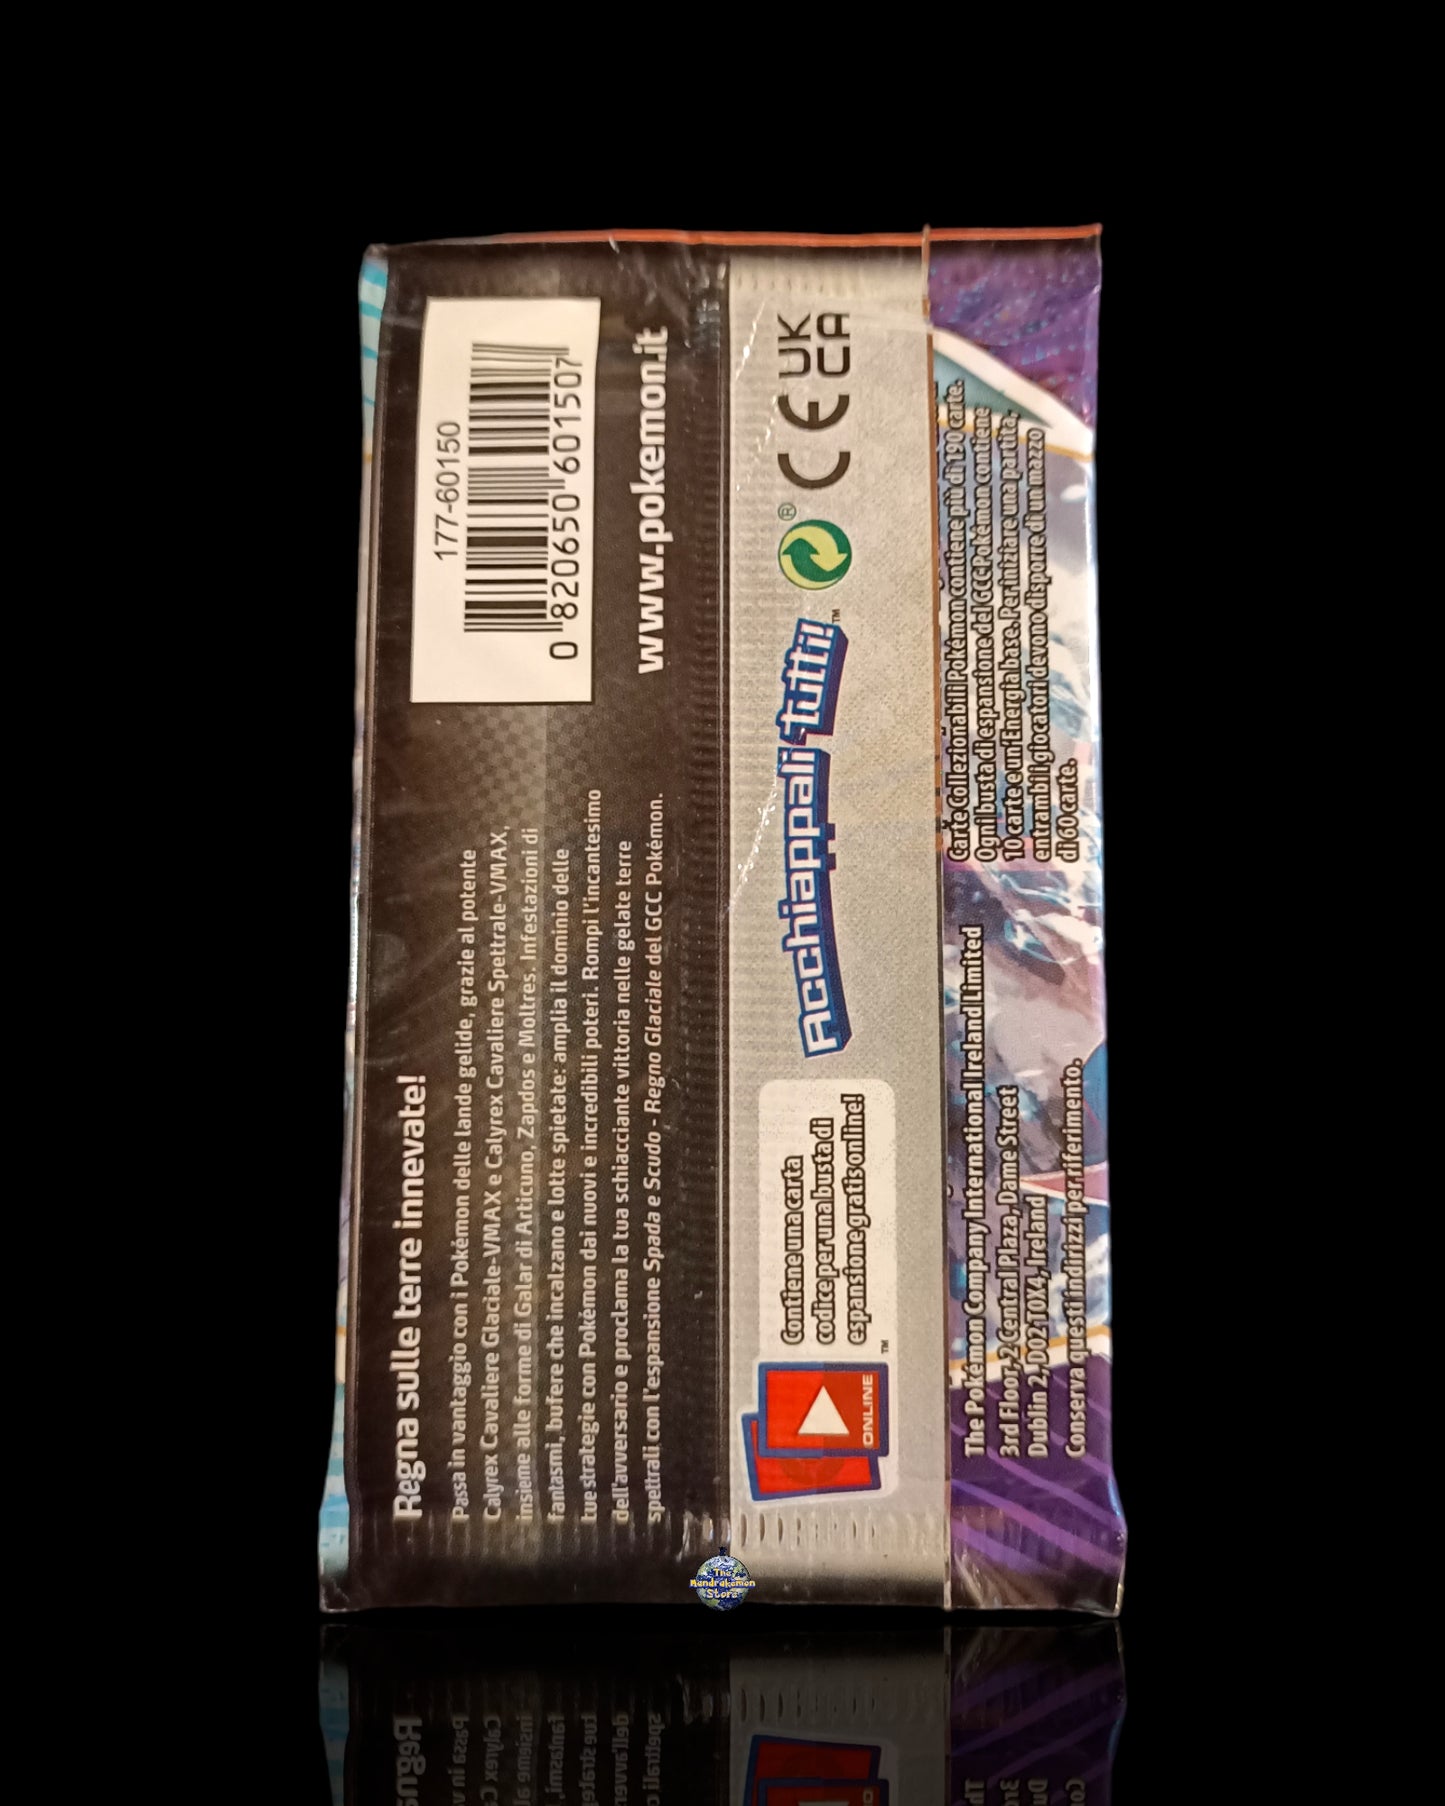 Regna sulle terre innevate!
Passa in vantaggio con i Pokémon delle lande gelide, grazie al potente
Calyrex Cavaliere Glaciale-VMAX e Calyrex Cavaliere Spettrale-VMAX,
insieme alle forme di Galar di Articuno, Zapdos e Moltres. Infestazioni di
fantasmi, bufere che incalzano e lotte spietate: amplia il dominio delle
tue strategie con Pokémon dai nuovi e incredibili poteri. Rompi l'incantesimo
dell'avversario e proclama la tua schiacciante vittoria nelle gelate terre
spettrali con l'espansione Spada e Scudo - Regno Glaciale del GCC Pokémon.
177-60150
0 820650 601507
www.pokemon.it
ONLINE™
Contiene una carta
codice per una busta di
espansione gratis online!
Acchiappali tutti!™
®
CE
UK
CA
The Pokémon Company International Ireland Limited
3rd Floor, 2 Central Plaza, Dame Street
Dublin 2, D02 T0X4, Ireland
Conserva questi indirizzi per riferimento.
Carte Collezionabili Pokémon contiene più di 190 carte.
Ogni busta di espansione del GCC Pokémon contiene
10 carte e un'Energia base. Per iniziare una partita,
entrambi i giocatori devono disporre di un mazzo
di 60 carte.
The
Mandrakemon
Store